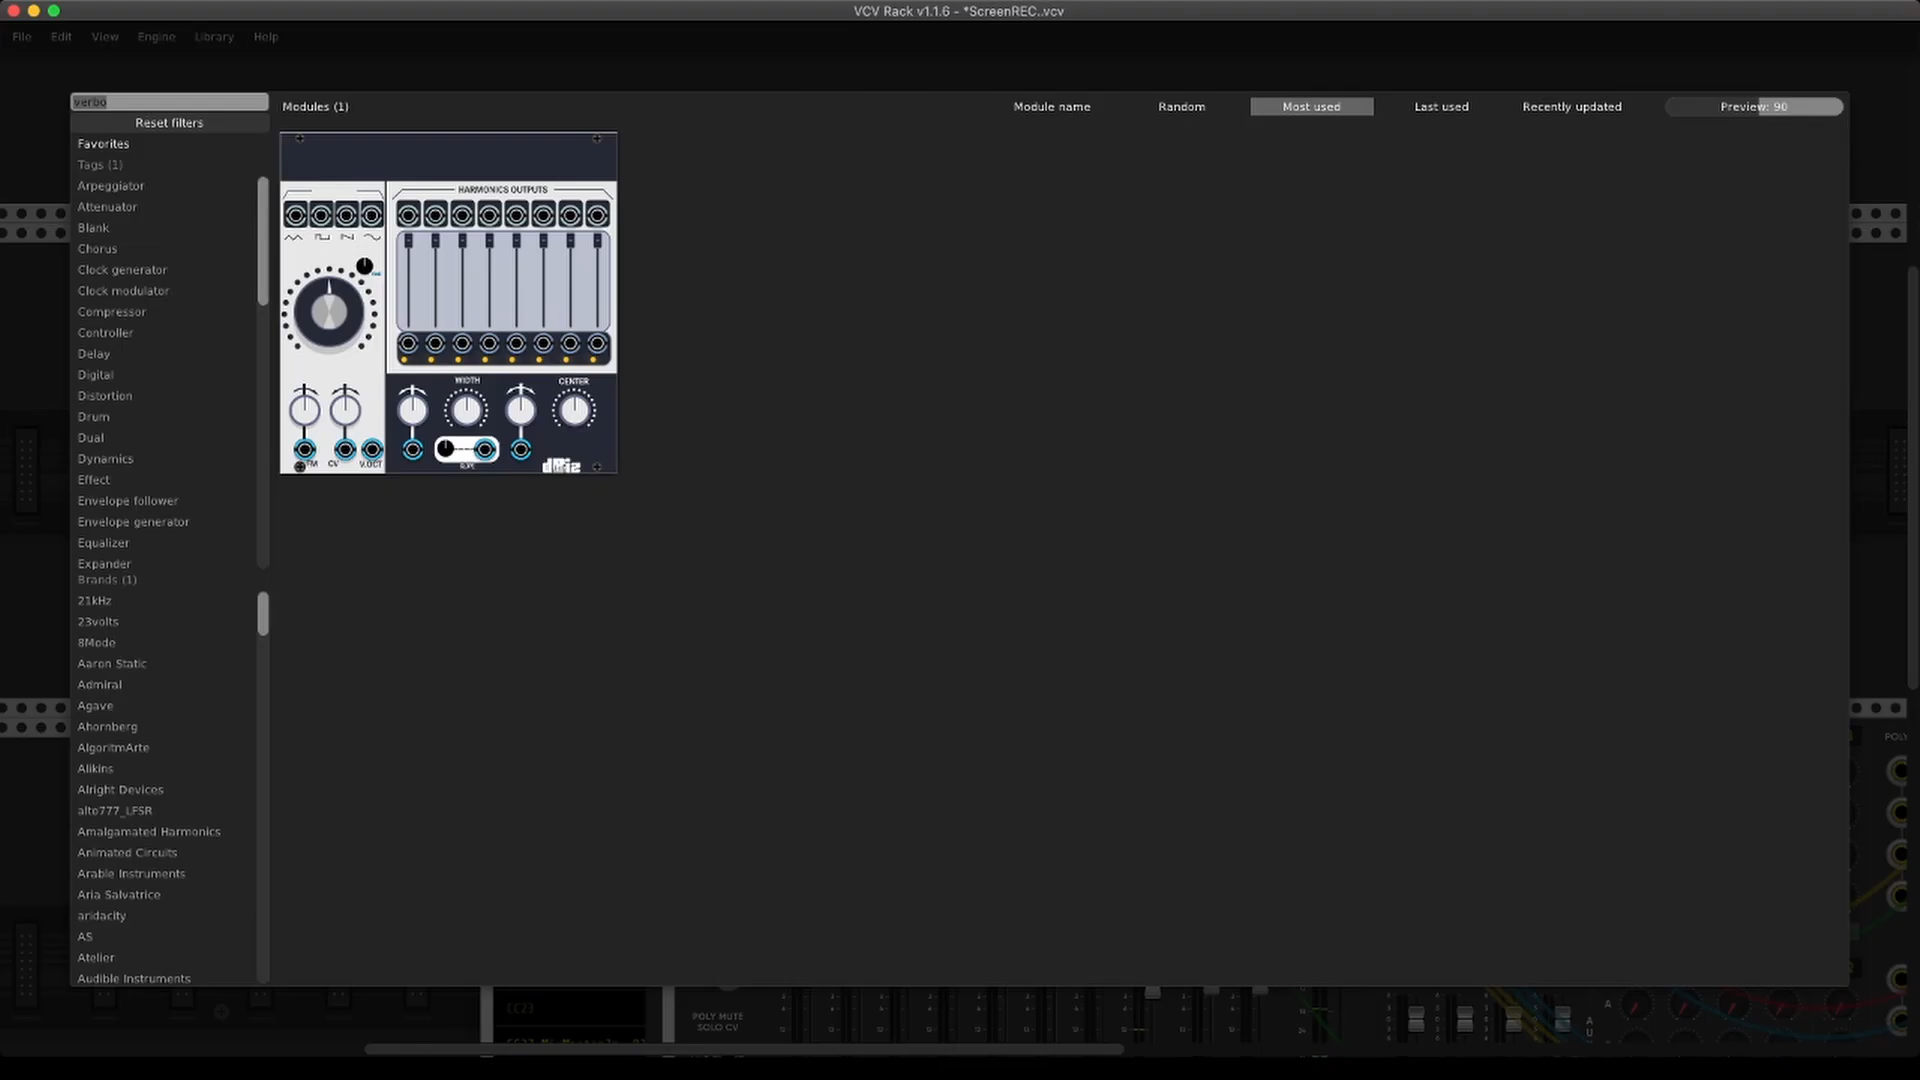 VCV Rack v1.1.6 - *ScreenREC..vcv
File Edit View Engine Library Help
verbo
Modules (1)
Module name
Random
Most used
Last used
Recently updated
Preview: 90
Reset filters
Favorites
Tags (1)
Arpeggiator
Attenuator
Blank
Chorus
Clock generator
Clock modulator
Compressor
Controller
Delay
Digital
Distortion
Drum
Dual
Dynamics
Effect
Envelope follower
Envelope generator
Equalizer
Expander
Brands (1)
21kHz
23volts
8Mode
Aaron Static
Admiral
Agave
Ahornberg
AlgoritmArte
Alikins
Alright Devices
alto777_LFSR
Amalgamated Harmonics
Animated Circuits
Arable Instruments
Aria Salvatrice
aridacity
AS
Atelier
Audible Instruments
HARMONICS OUTPUTS
WIDTH
CENTER
FM
CV
V.OCT
dBiz
POLY
CC23
POLY MUTE
SOLO CV
A
A
U